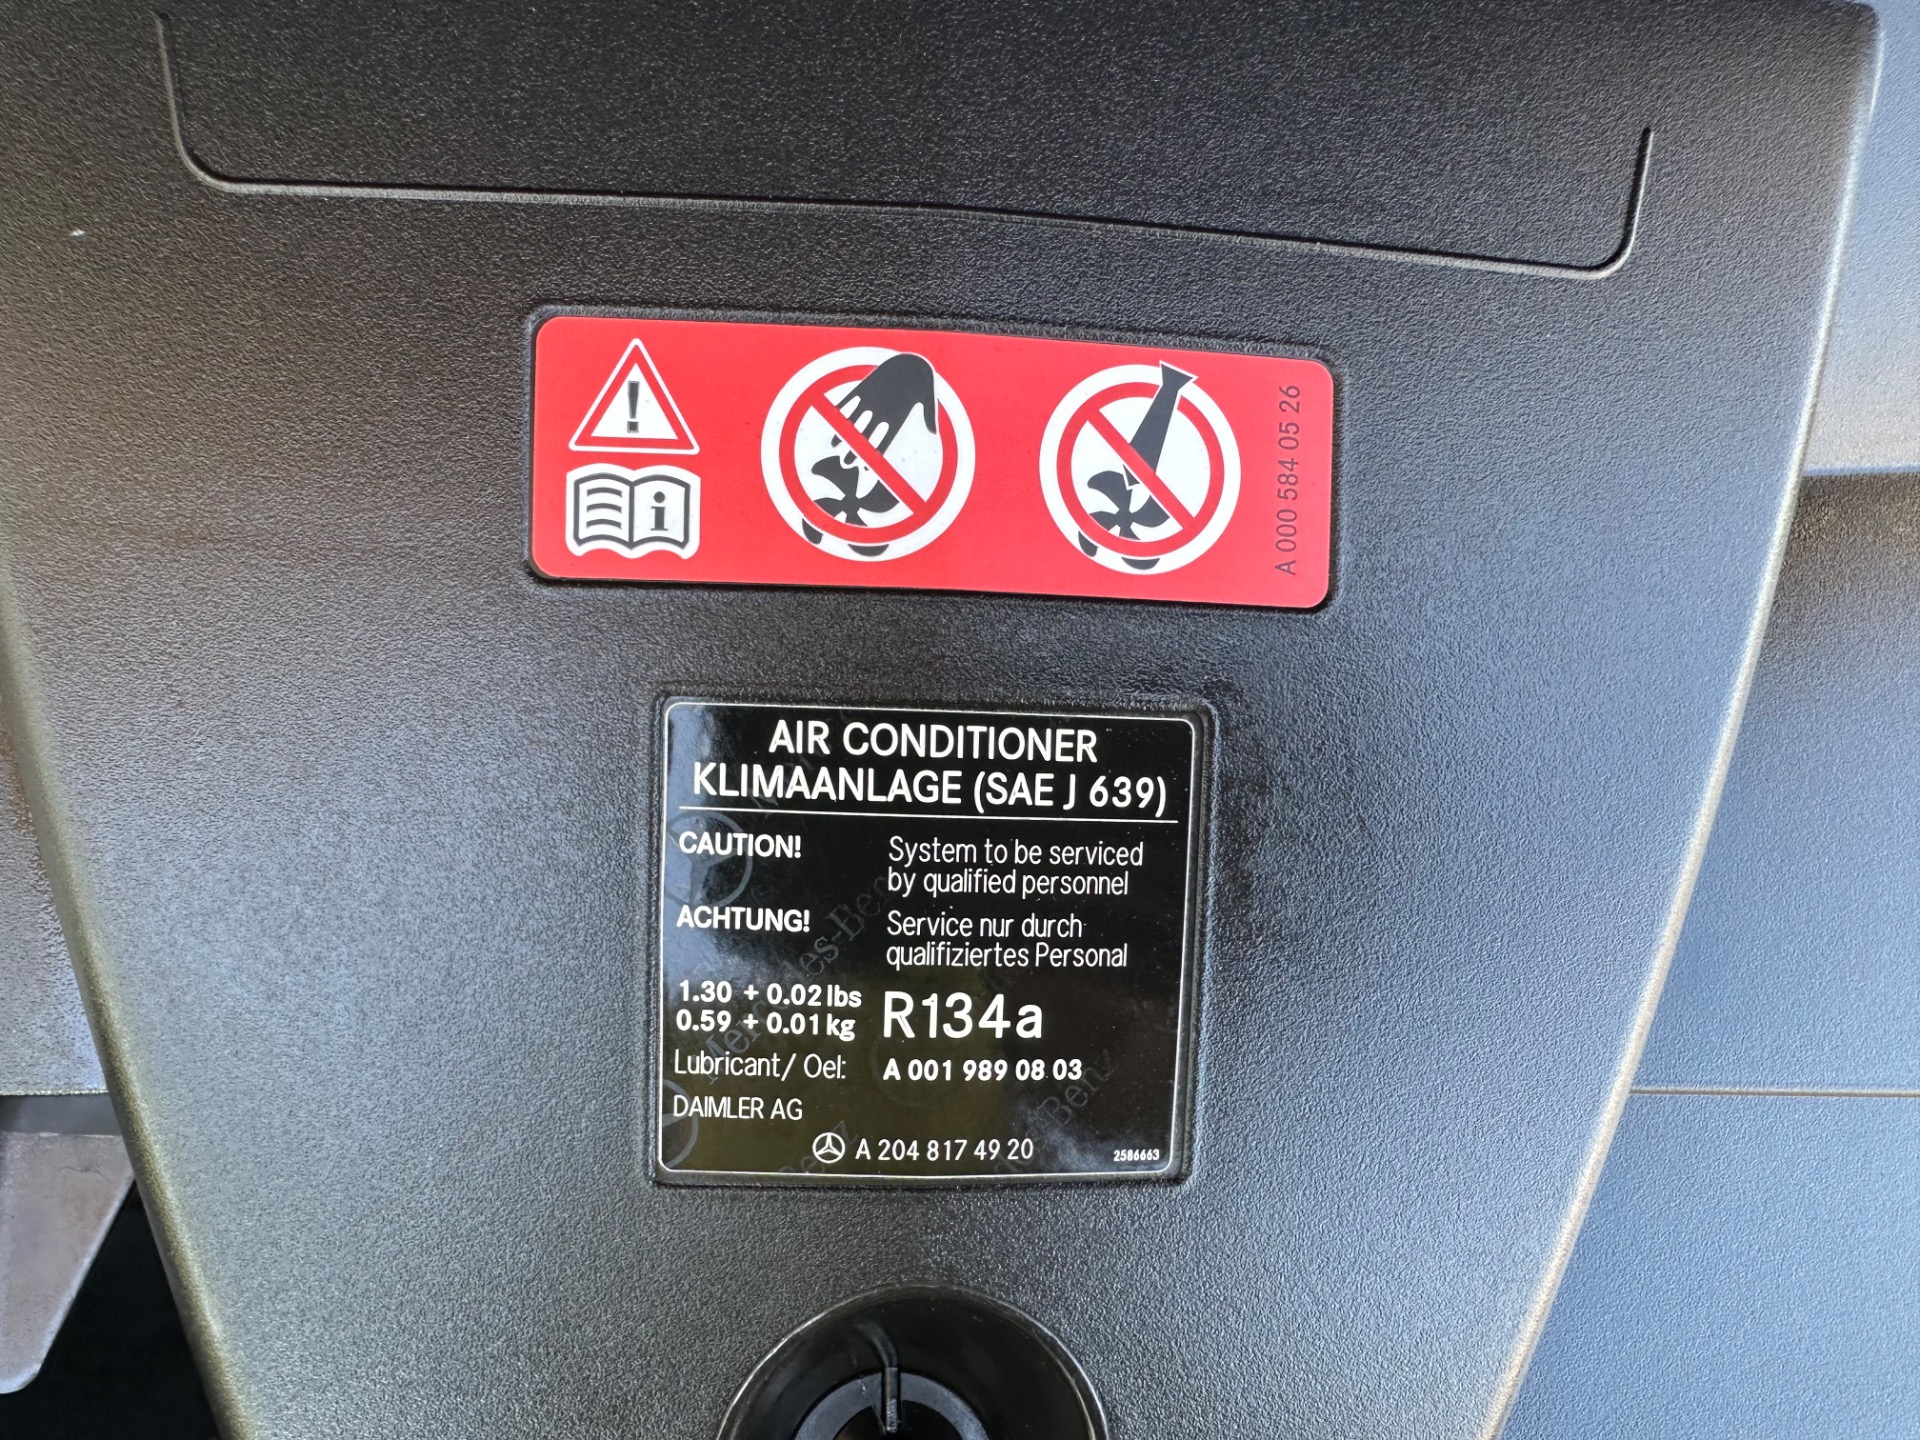 ! 
i
A 000 584 05 26
AIR CONDITIONER
KLIMAANLAGE (SAE J 639)
CAUTION! System to be serviced
by qualified personnel
ACHTUNG! Service nur durch
qualifiziertes Personal
1.30 + 0.02 lbs
0.59 + 0.01 kg R134a
Lubricant/ Oel: A 001 989 08 03
DAIMLER AG
A 204 817 49 20 2586663
Mercedes-Benz